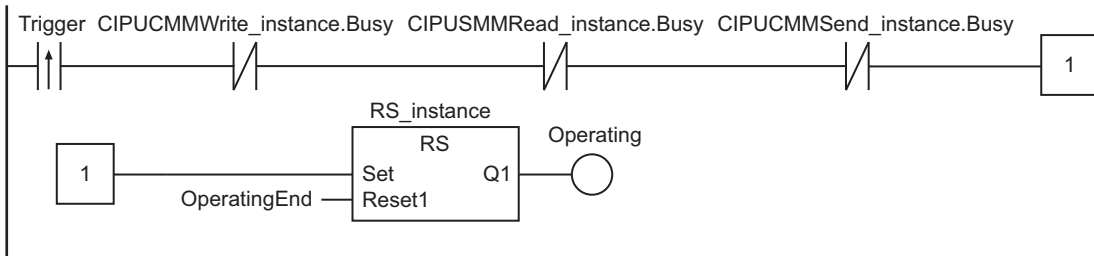 Trigger CIPUCMMWrite_instance.Busy CIPUSMMRead_instance.Busy CIPUCMMSend_instance.Busy
1
RS_instance
RS
Operating
1
Set
Q1
OperatingEnd
Reset1